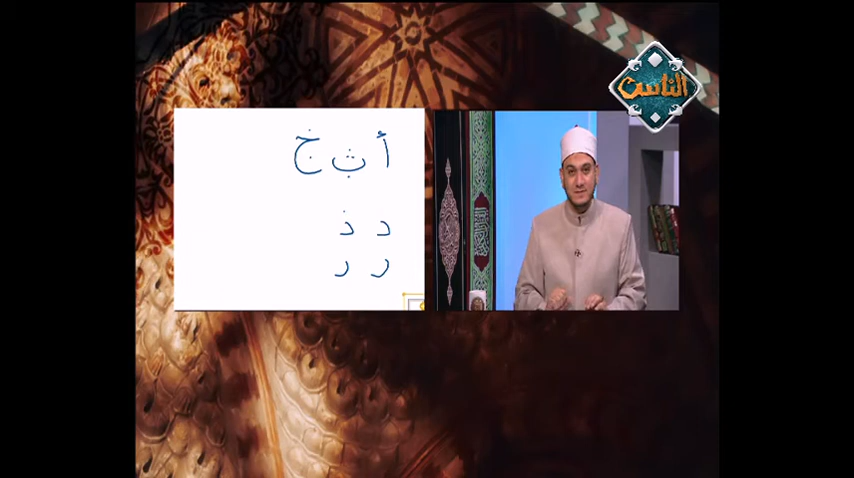 الناس
أ ث خ
د ذ
ر ر